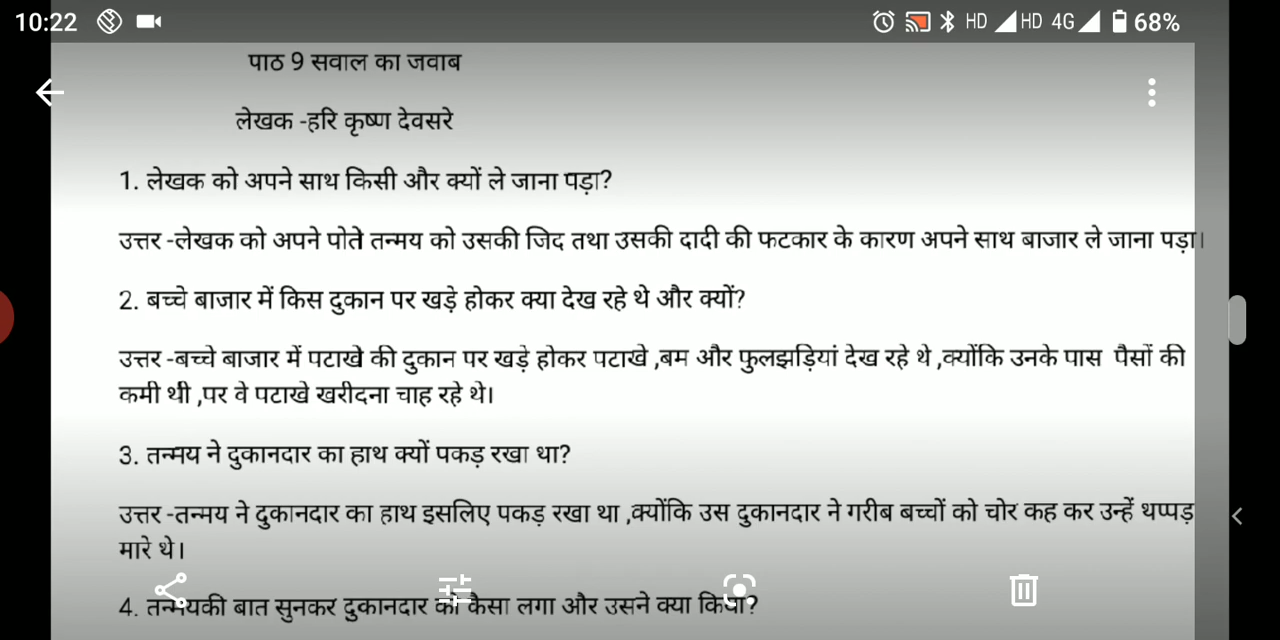 10:22 HD HD 4G 68%
पाठ 9 सवाल का जवाब
लेखक -हरि कृष्ण देवसरे
1. लेखक को अपने साथ किसी और क्यों ले जाना पड़ा?
उत्तर -लेखक को अपने पोते तन्मय को उसकी जिद तथा उसकी दादी की फटकार के कारण अपने साथ बाजार ले जाना पड़ा।
2. बच्चे बाजार में किस दुकान पर खड़े होकर क्या देख रहे थे और क्यों?
उत्तर -बच्चे बाजार में पटाखे की दुकान पर खड़े होकर पटाखे ,बम और फुलझड़ियां देख रहे थे ,क्योंकि उनके पास पैसों की
कमी थी ,पर वे पटाखे खरीदना चाह रहे थे।
3. तन्मय ने दुकानदार का हाथ क्यों पकड़ रखा था?
उत्तर -तन्मय ने दुकानदार का हाथ इसलिए पकड़ रखा था ,क्योंकि उस दुकानदार ने गरीब बच्चों को चोर कह कर उन्हें थप्पड़
मारे थे।
4. तन्मयकी बात सुनकर दुकानदार को कैसा लगा और उसने क्या किया?